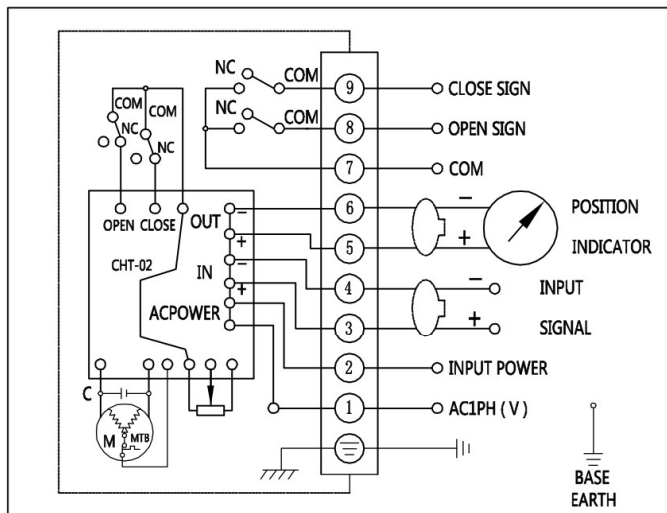 NC
COM
9
CLOSE SIGN
NC
COM
8
OPEN SIGN
7
COM
COM
NC
COM
NC
6
−
POSITION
5
+
INDICATOR
OPEN
CLOSE
OUT
−
+
CHT-02
IN
−
+
ACPOWER
4
−
INPUT
3
+
SIGNAL
2
INPUT POWER
1
AC1PH ( V )
C
M
MTB
BASE
EARTH